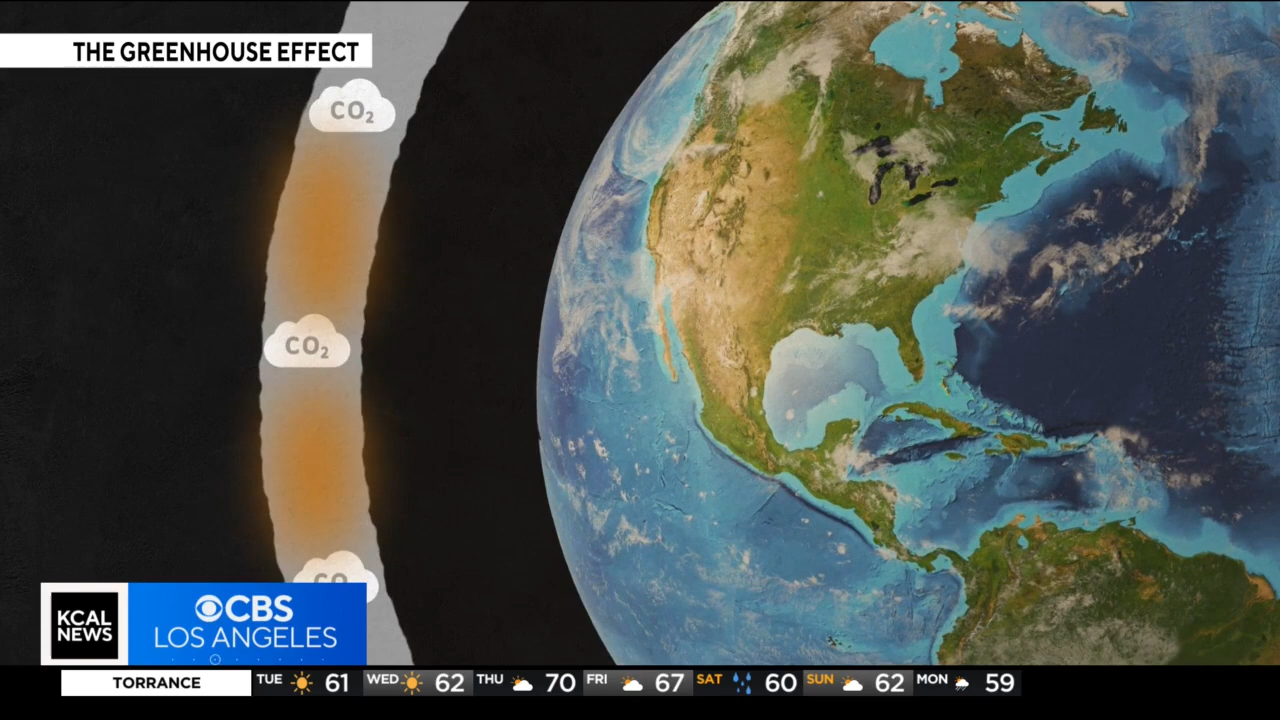 THE GREENHOUSE EFFECT
CO₂
CO₂
CO
KCAL
NEWS
CBS
LOS ANGELES
TORRANCE
TUE 61
WED 62
THU 70
FRI 67
SAT 60
SUN 62
MON 59